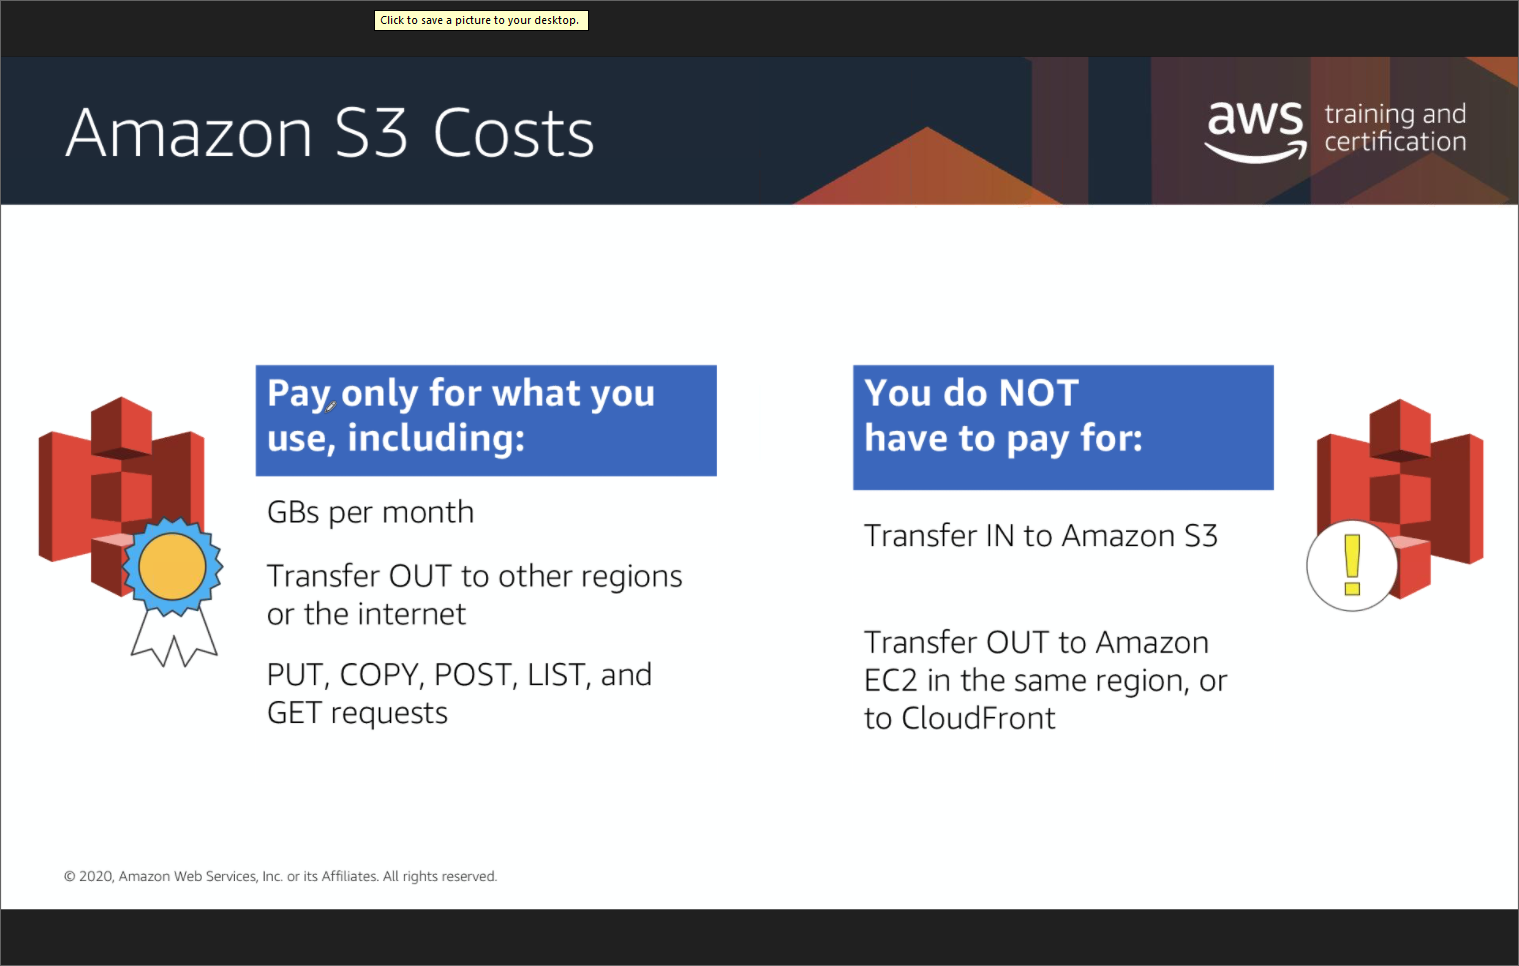 Click to save a picture to your desktop.
Amazon S3 Costs
aws
training and
certification
Pay only for what you
use, including:
GBs per month
Transfer OUT to other regions
or the internet
PUT, COPY, POST, LIST, and
GET requests
You do NOT
have to pay for:
Transfer IN to Amazon S3
Transfer OUT to Amazon
EC2 in the same region, or
to CloudFront
© 2020, Amazon Web Services, Inc. or its Affiliates. All rights reserved.